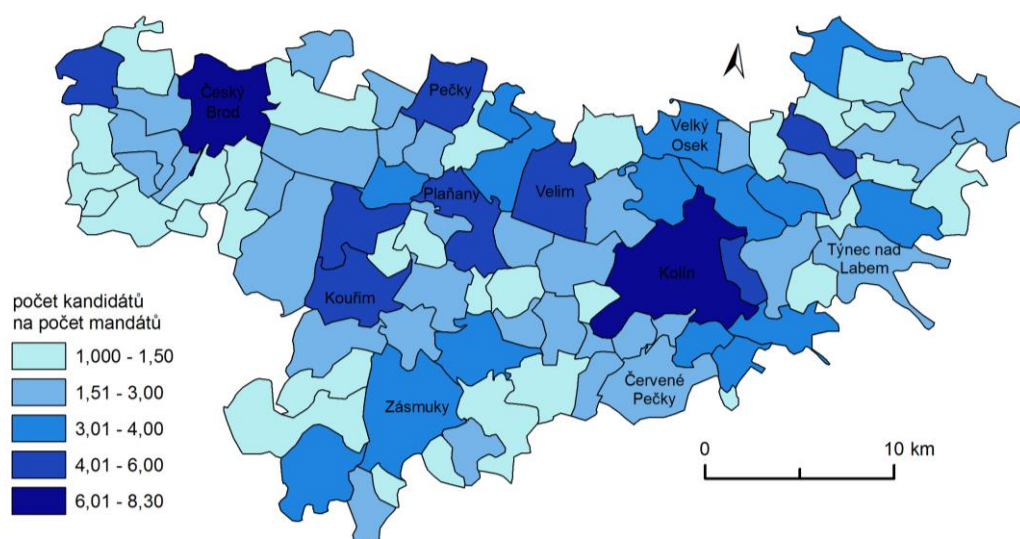 Český
Brod
Pečky
Velký
Osek
Plaňany
Velim
Týnec nad
Labem
Kolín
Kouřim
Červené
Pečky
Zásmuky
počet kandidátů
na počet mandátů
1,000 - 1,50
1,51 - 3,00
3,01 - 4,00
4,01 - 6,00
6,01 - 8,30
0 10 km